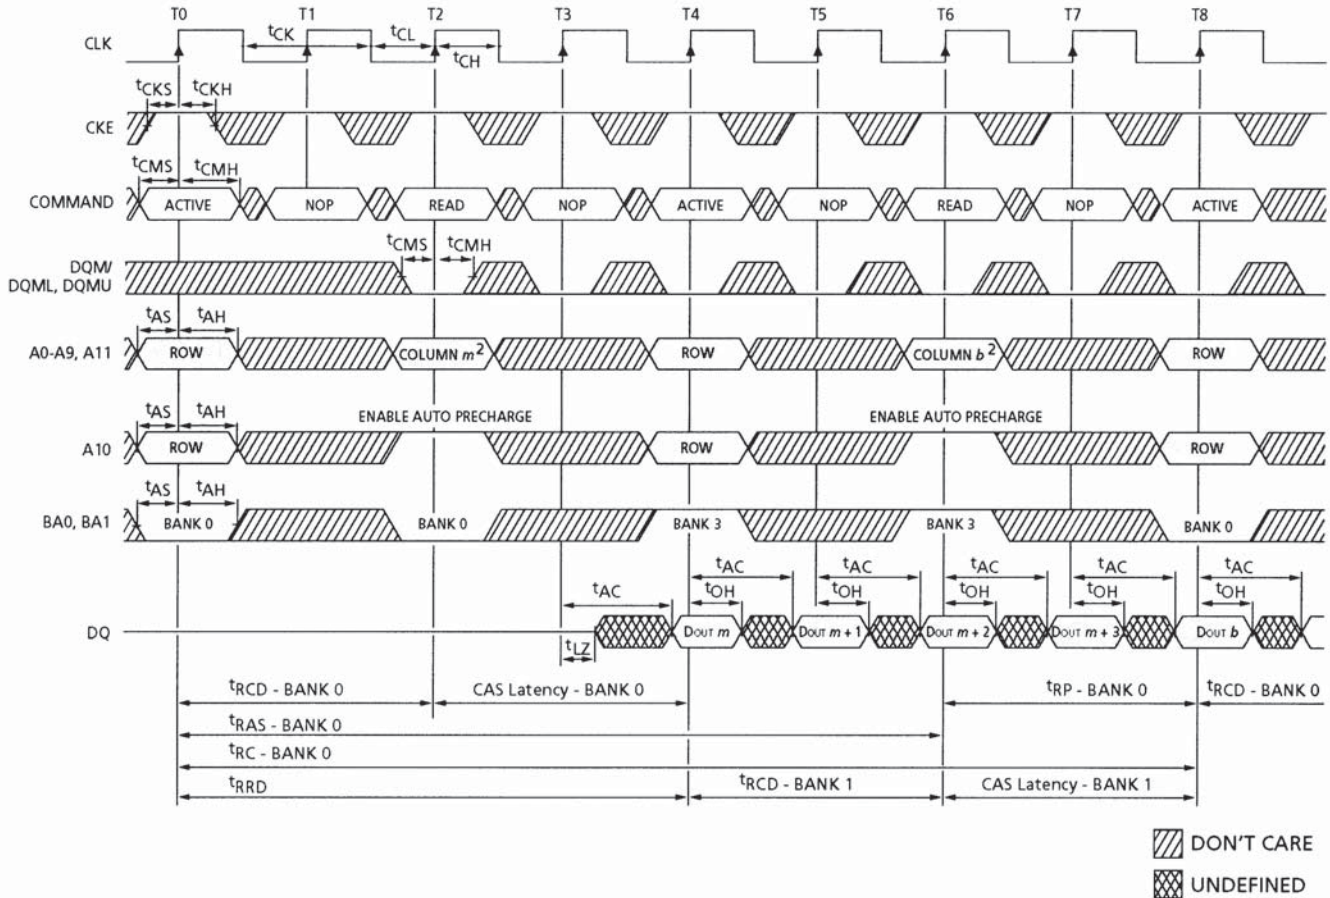 T0 T1 T2 T3 T4 T5 T6 T7 T8
CLK tCK tCL
tCH
tCKS tCKH
CKE
tCMS tCMH
COMMAND ACTIVE NOP READ NOP ACTIVE NOP READ NOP ACTIVE
tCMS tCMH
DQM/
DQML, DQMU
tAS tAH
A0-A9, A11 ROW COLUMN m2 ROW COLUMN b2 ROW
tAS tAH ENABLE AUTO PRECHARGE ENABLE AUTO PRECHARGE
A10 ROW ROW ROW
tAS tAH
BA0, BA1 BANK 0 BANK 0 BANK 3 BANK 3 BANK 0
tAC tAC tAC tAC tAC
tAC tOH tOH tOH tOH tOH
DQ DOUT m DOUT m + 1 DOUT m + 2 DOUT m + 3 DOUT b
tLZ
tRCD - BANK 0 CAS Latency - BANK 0 tRP - BANK 0 tRCD - BANK 0
tRAS - BANK 0
tRC - BANK 0
tRRD tRCD - BANK 1 CAS Latency - BANK 1
DON'T CARE
UNDEFINED